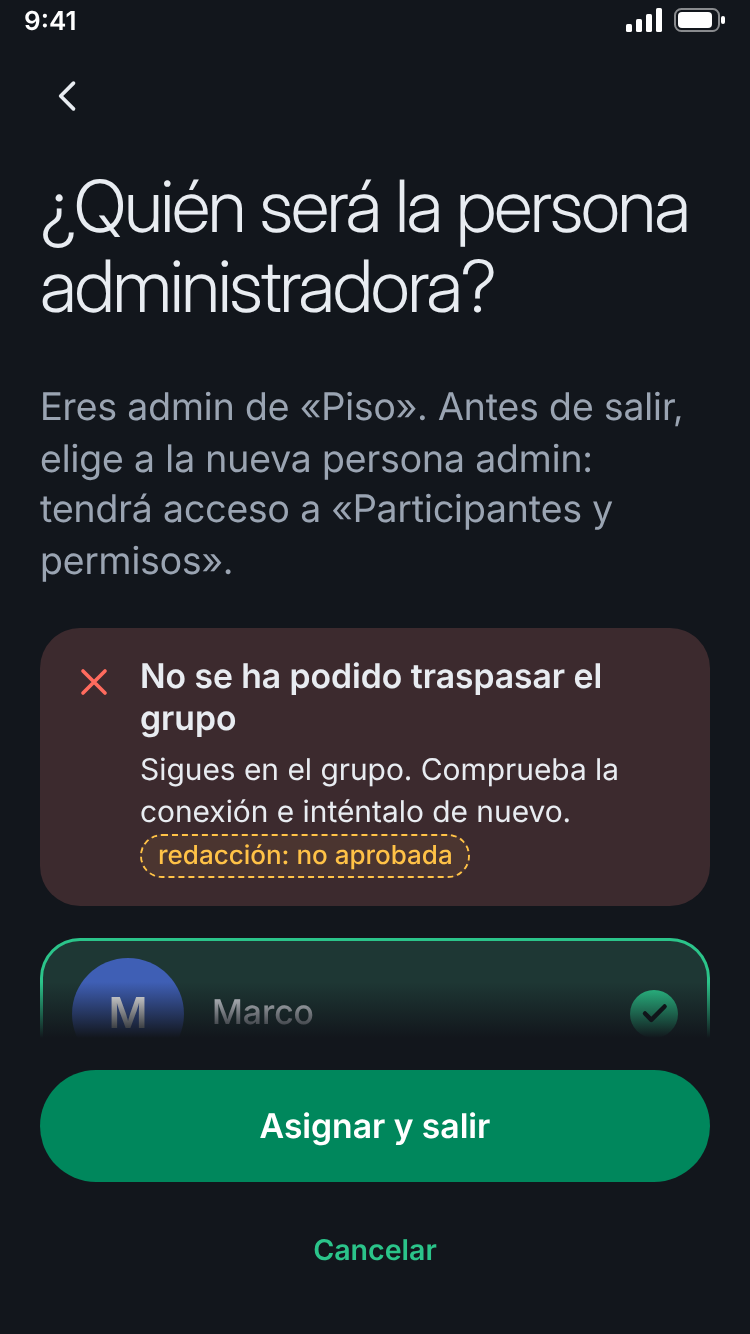 9:41
¿Quién será la persona
administradora?
Eres admin de «Piso». Antes de salir,
elige a la nueva persona admin:
tendrá acceso a «Participantes y
permisos».
No se ha podido traspasar el
grupo
Sigues en el grupo. Comprueba la
conexión e inténtalo de nuevo.
redacción: no aprobada
M
Marco
Asignar y salir
Cancelar